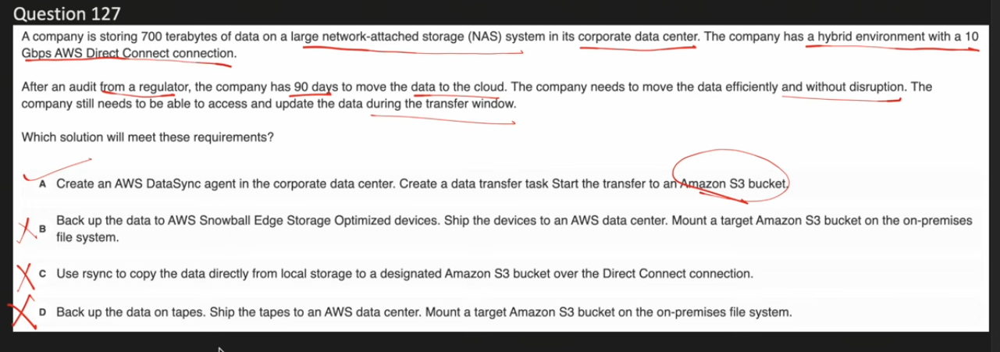 Question 127
A company is storing 700 terabytes of data on a large network-attached storage (NAS) system in its corporate data center. The company has a hybrid environment with a 10
Gbps AWS Direct Connect connection.
After an audit from a regulator, the company has 90 days to move the data to the cloud. The company needs to move the data efficiently and without disruption. The
company still needs to be able to access and update the data during the transfer window.
Which solution will meet these requirements?
A Create an AWS DataSync agent in the corporate data center. Create a data transfer task Start the transfer to an Amazon S3 bucket.
B Back up the data to AWS Snowball Edge Storage Optimized devices. Ship the devices to an AWS data center. Mount a target Amazon S3 bucket on the on-premises
file system.
C Use rsync to copy the data directly from local storage to a designated Amazon S3 bucket over the Direct Connect connection.
D Back up the data on tapes. Ship the tapes to an AWS data center. Mount a target Amazon S3 bucket on the on-premises file system.